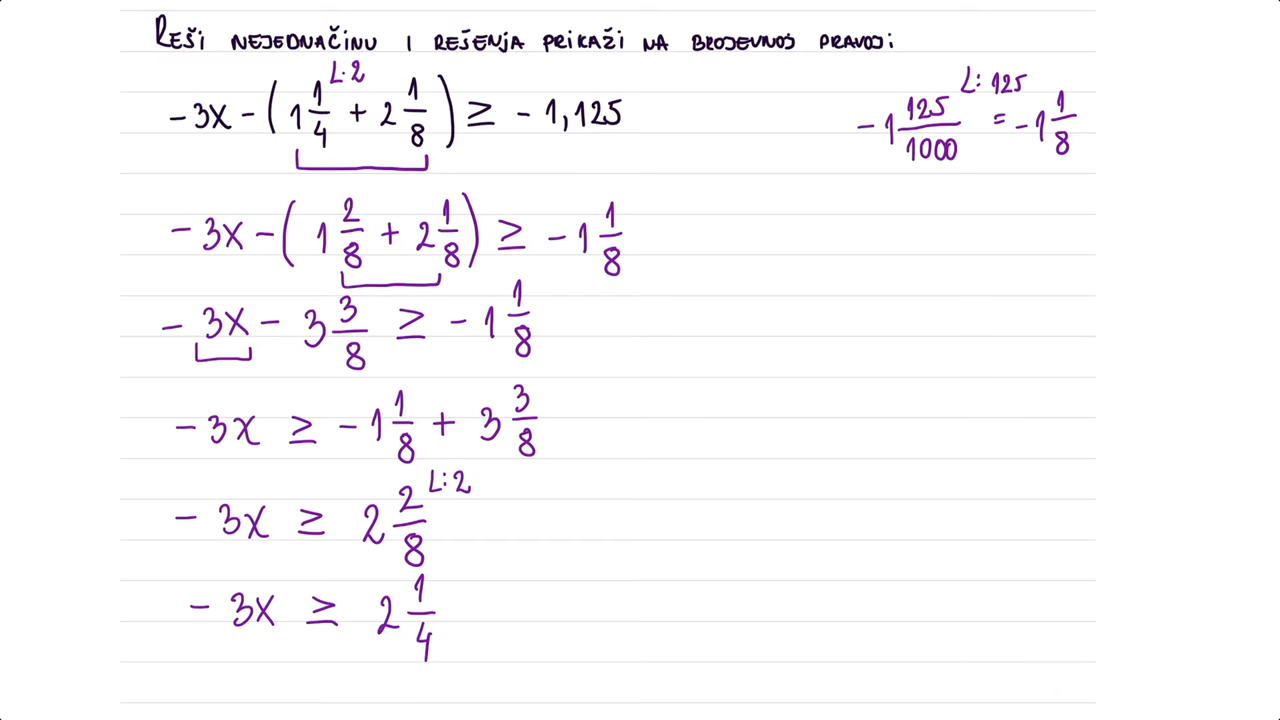 Reši nejednačinu i rešenja prikaži na brojevnoj pravoj:
-3x - (1 1/4 L·2 + 2 1/8) ≥ -1,125
-1 125/1000 L:125 = -1 1/8
-3x - (1 2/8 + 2 1/8) ≥ -1 1/8
-3x - 3 3/8 ≥ -1 1/8
-3x ≥ -1 1/8 + 3 3/8
-3x ≥ 2 2/8 L:2
-3x ≥ 2 1/4